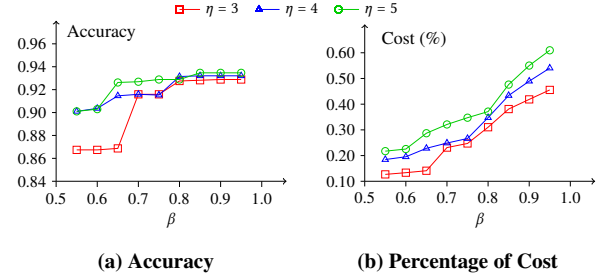 η = 3 η = 4 η = 5
Accuracy
0.96
0.92
0.90
0.88
0.86
0.84
0.5 0.6 0.7 0.8 0.9 1.0
β
(a) Accuracy
Cost (%)
0.60
0.50
0.40
0.30
0.20
0.10
0.5 0.6 0.7 0.8 0.9 1.0
β
(b) Percentage of Cost